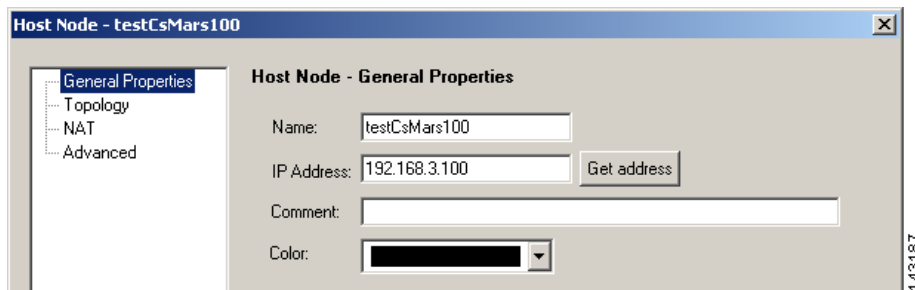 Host Node - testCsMars100
General Properties
Topology
NAT
Advanced
Host Node - General Properties
Name: testCsMars100
IP Address: 192.168.3.100 Get address
Comment:
Color:
143187